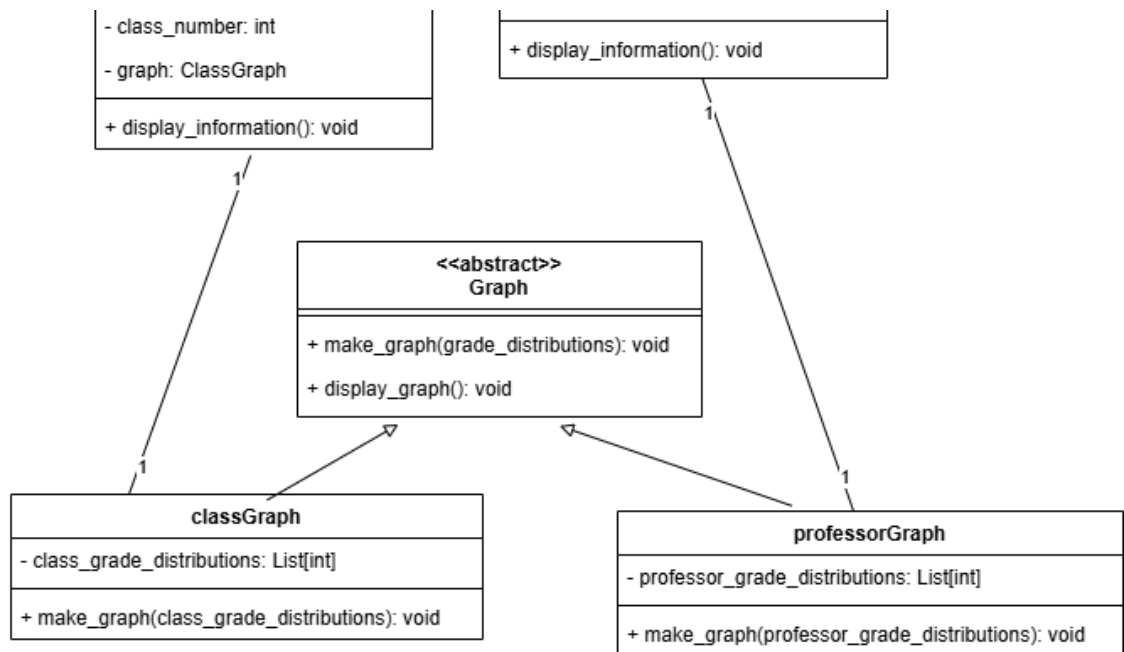 - class_number: int
- graph: ClassGraph
+ display_information(): void
+ display_information(): void
1
1
<<abstract>>
Graph
+ make_graph(grade_distributions): void
+ display_graph(): void
1
1
classGraph
- class_grade_distributions: List[int]
+ make_graph(class_grade_distributions): void
professorGraph
- professor_grade_distributions: List[int]
+ make_graph(professor_grade_distributions): void